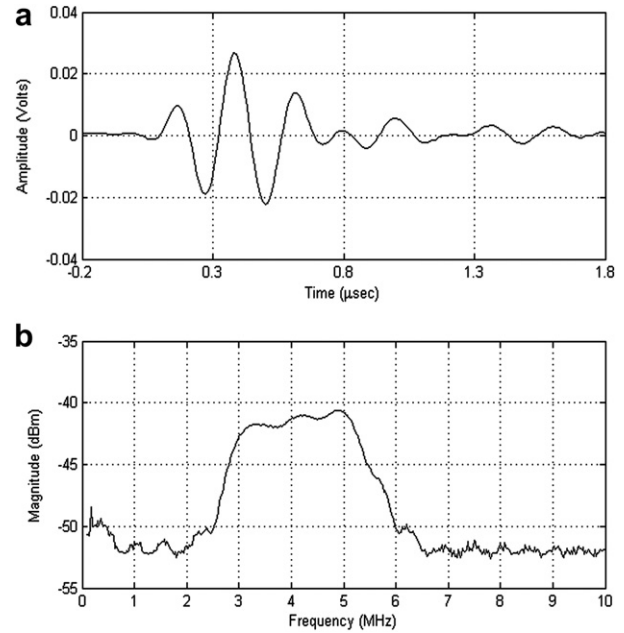 a
0.04
0.02
0
-0.02
-0.04
Amplitude (Volts)
-0.2 0.3 0.8 1.3 1.8
Time (μsec)
b
-35
-40
-45
-50
-55
Magnitude (dBm)
0 1 2 3 4 5 6 7 8 9 10
Frequency (MHz)